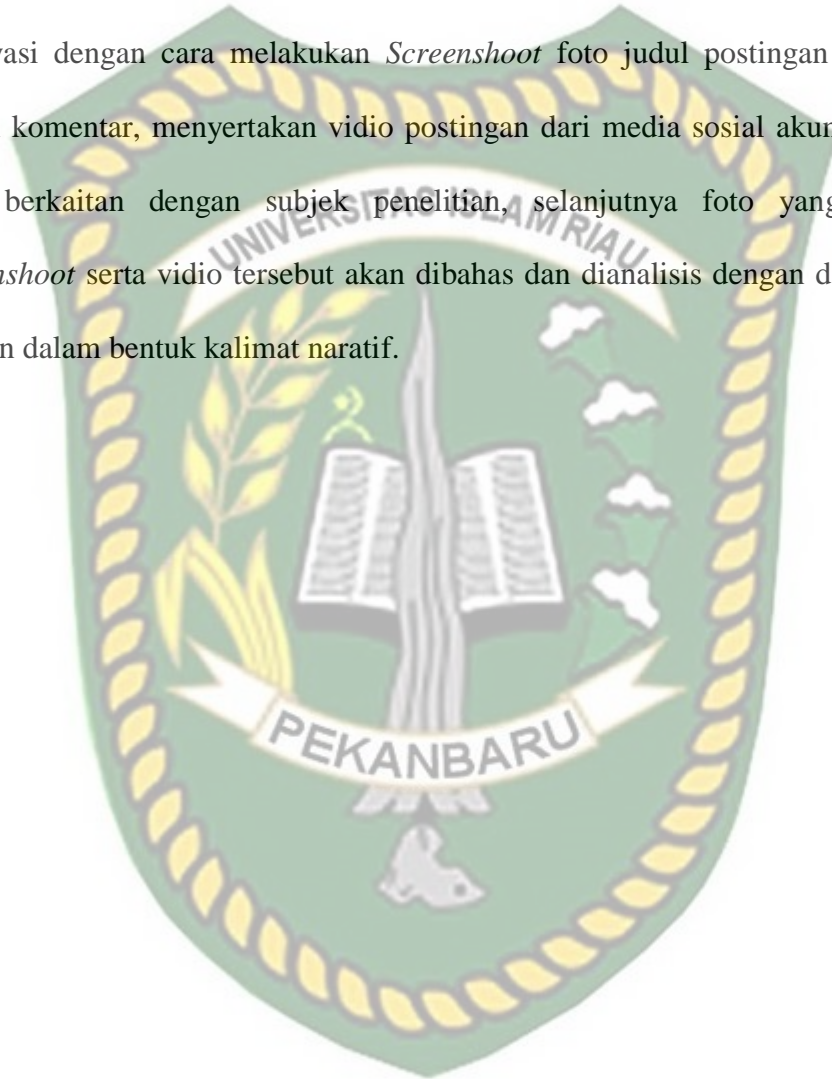 vasi dengan cara melakukan Screenshoot foto judul postingan
komentar, menyertakan vidio postingan dari media sosial akun
berkaitan dengan subjek penelitian, selanjutnya foto yang
nshoot serta vidio tersebut akan dibahas dan dianalisis dengan d
n dalam bentuk kalimat naratif.
UNIVERSITAS ISLAM RIAU
PEKANBARU